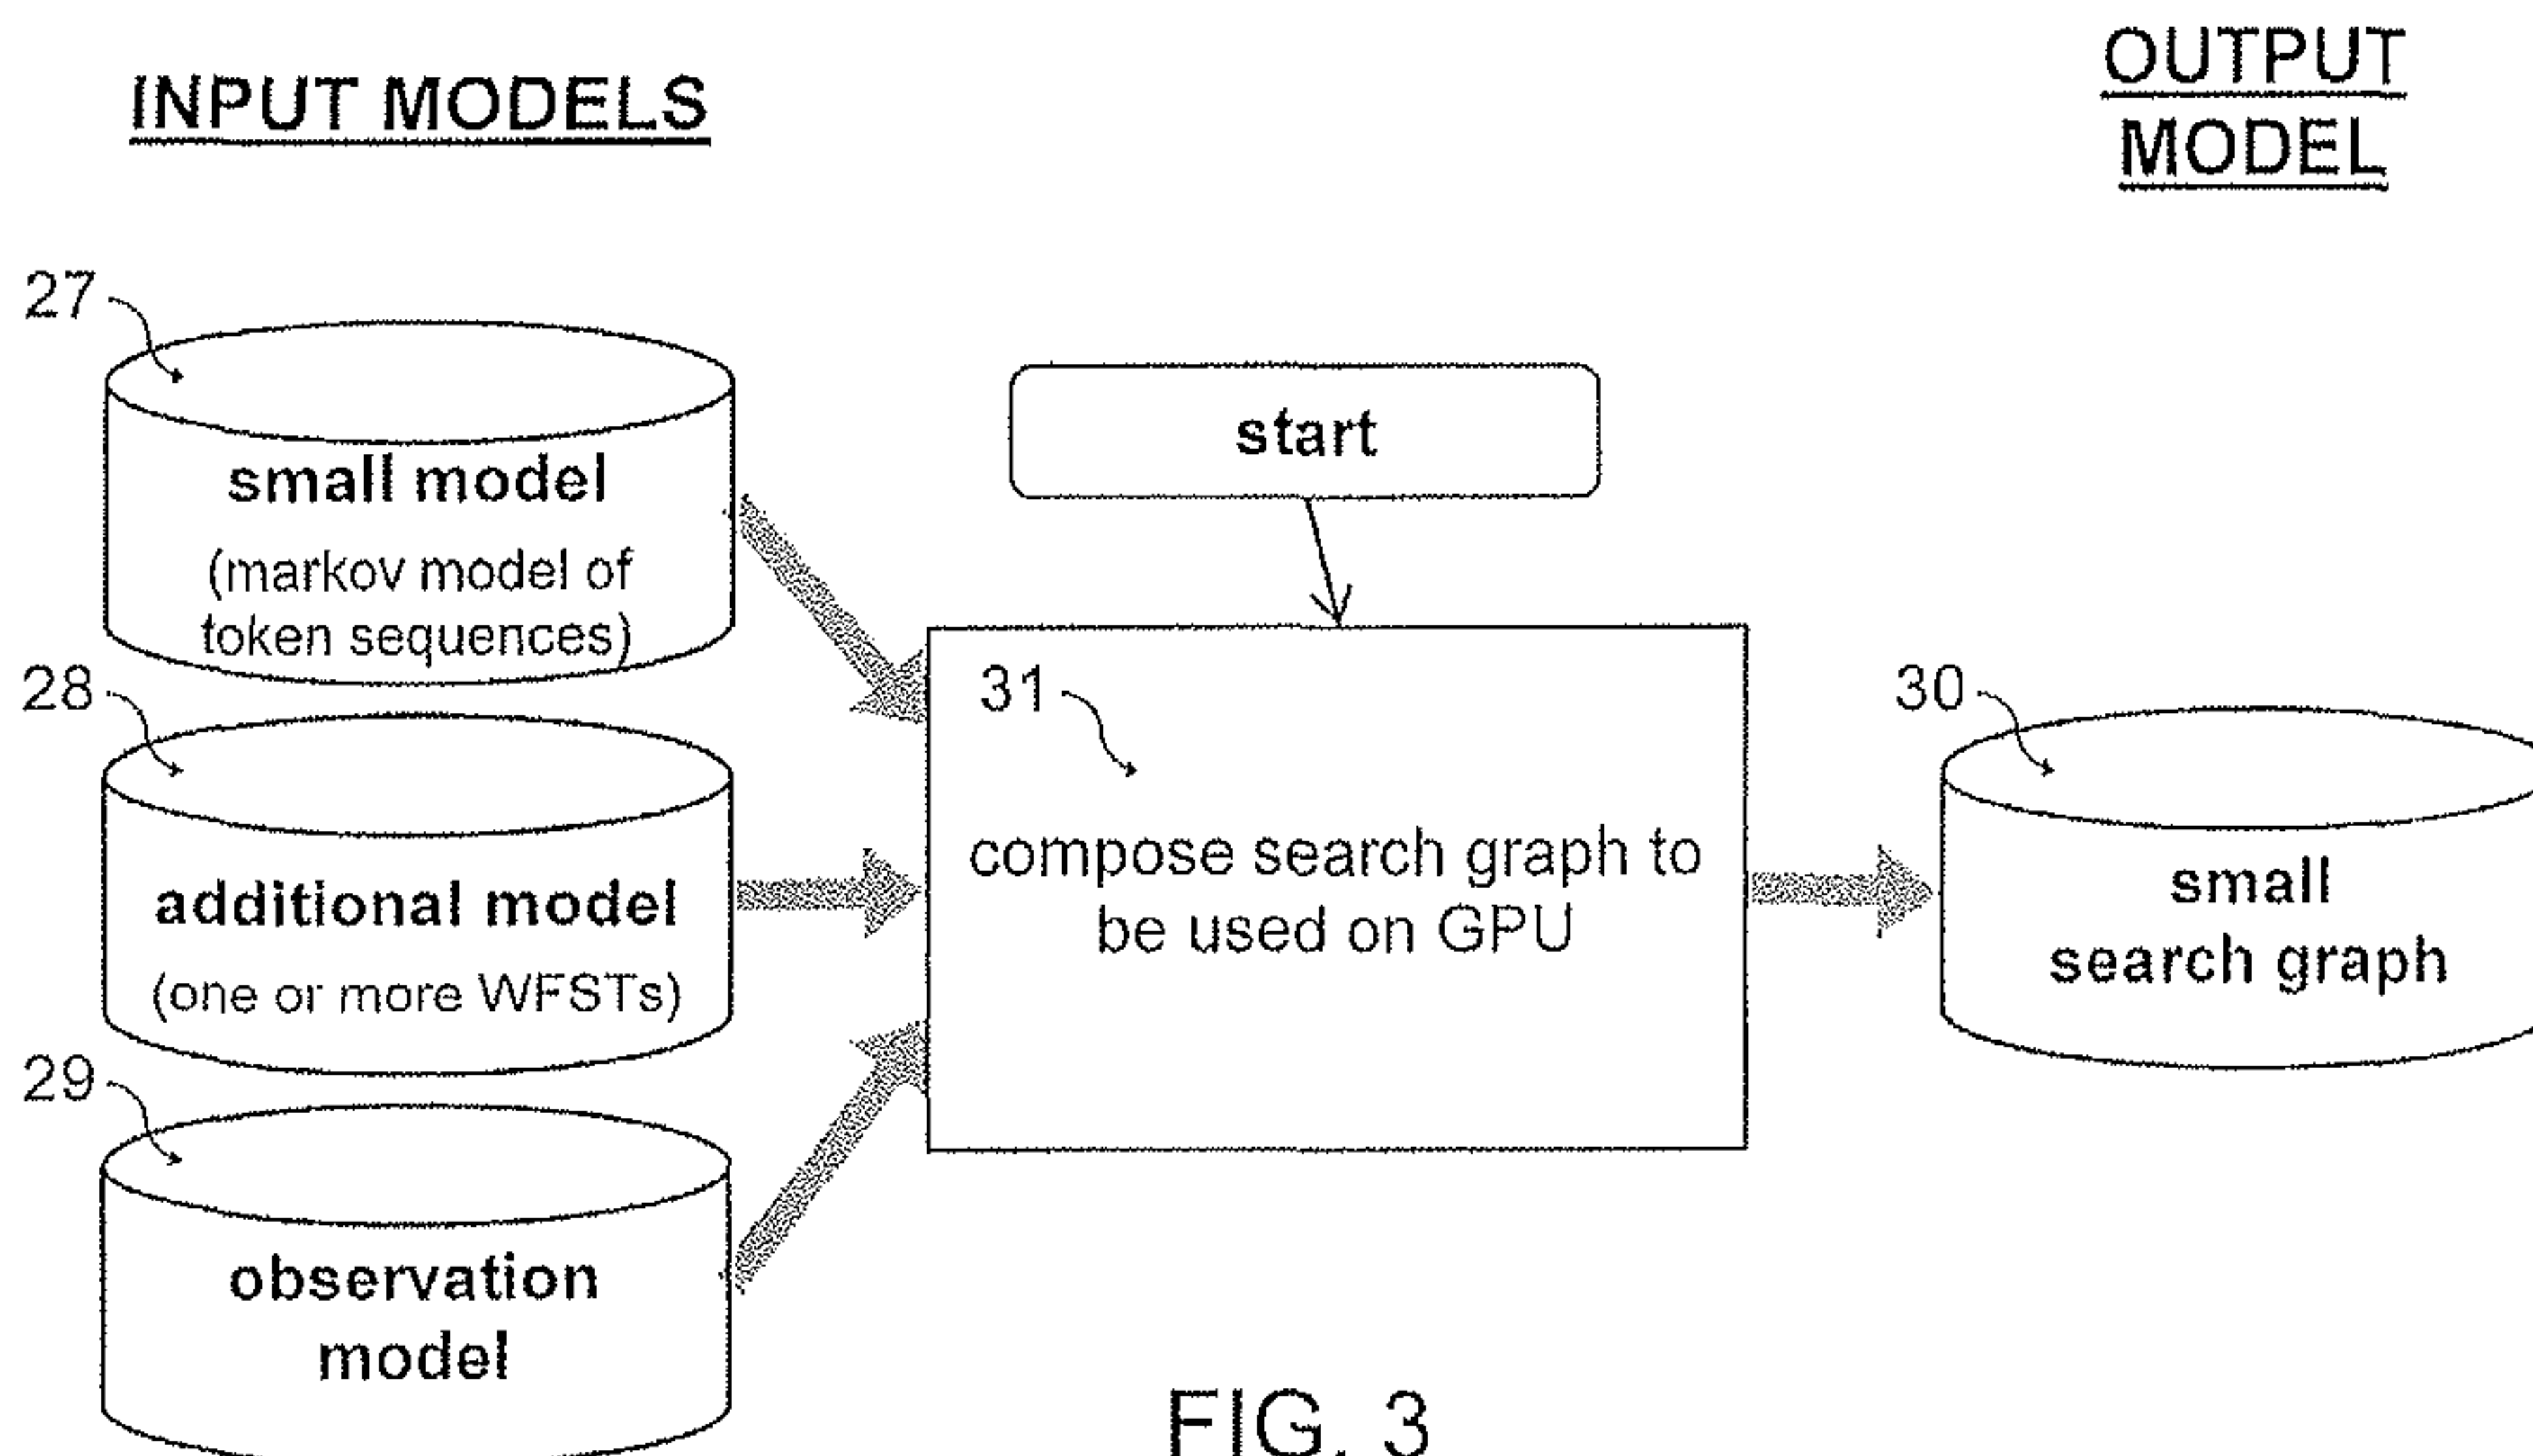 INPUT MODELS
OUTPUT
MODEL
27
small model
(markov model of
token sequences)
start
28
additional model
(one or more WFSTs)
31
compose search graph to
be used on GPU
30
small
search graph
29
observation
model
FIG. 3